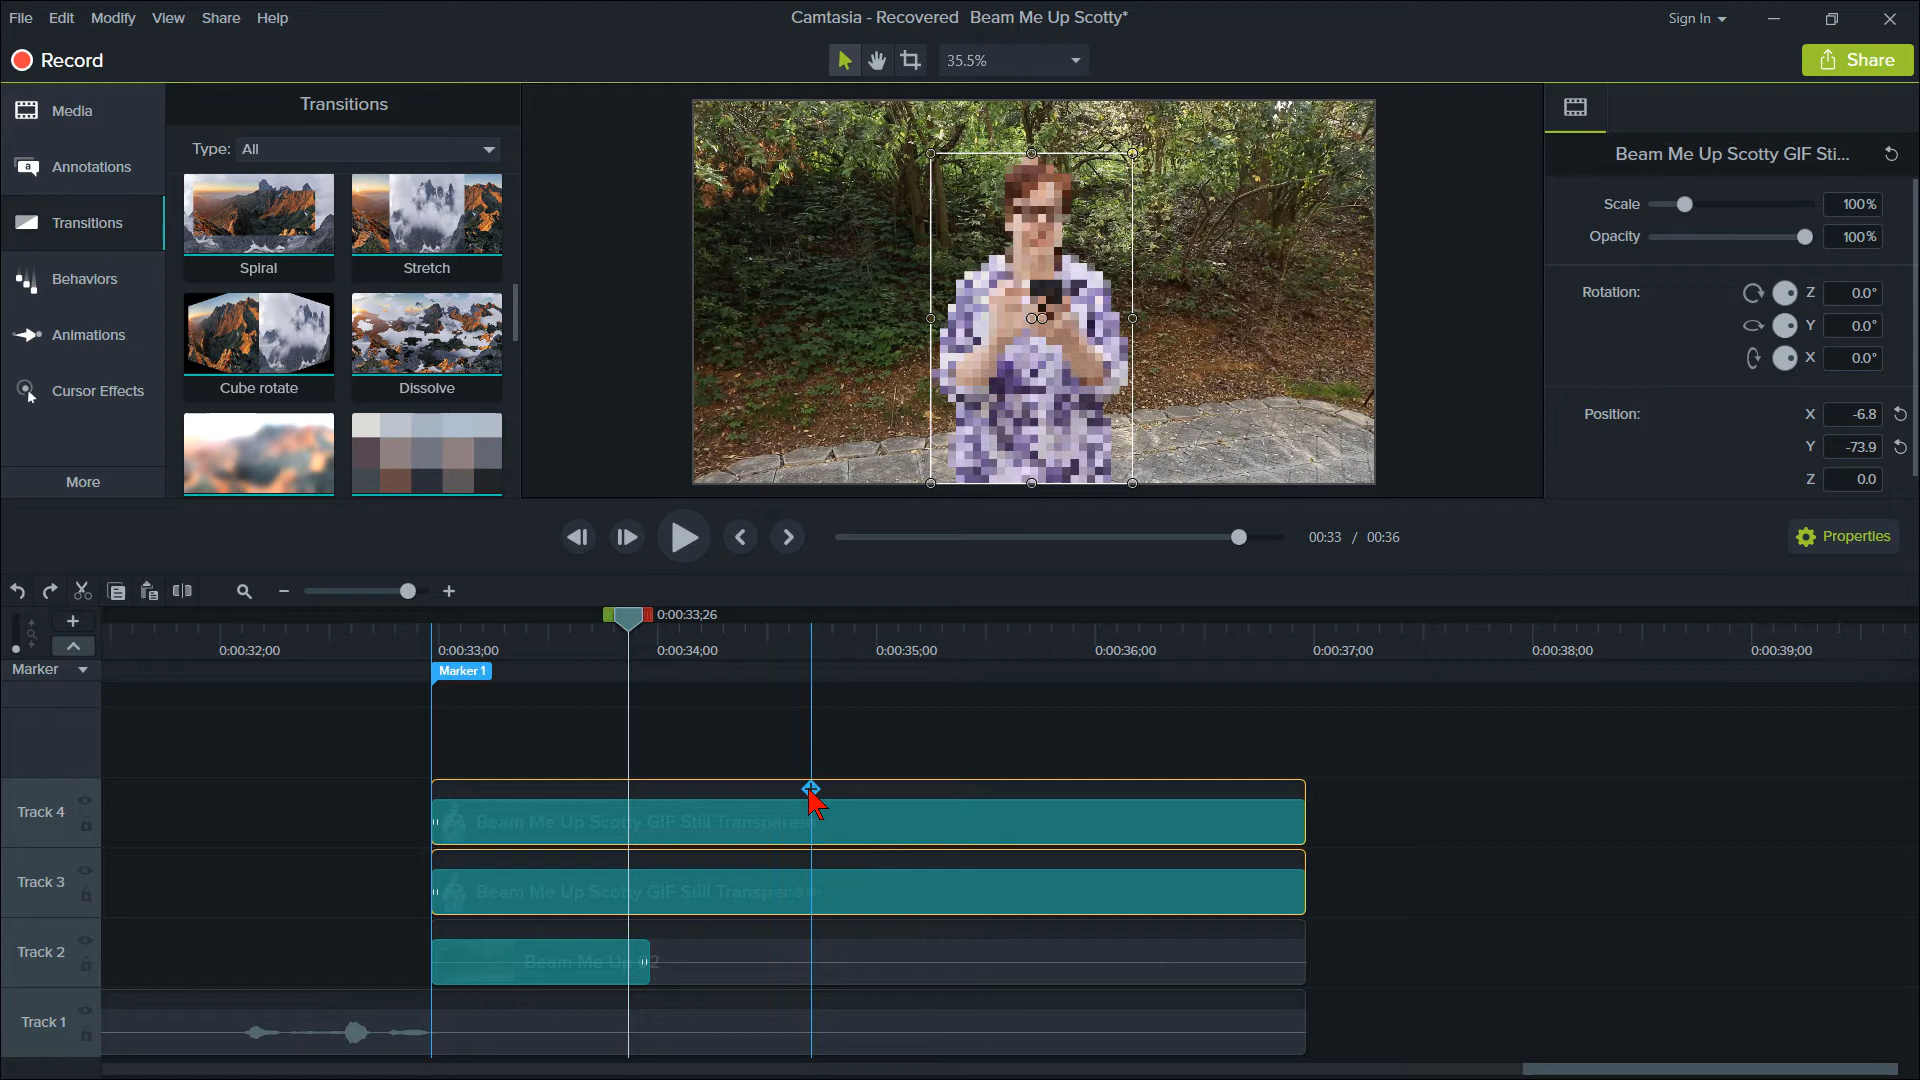 File Edit Modify View Share Help
Camtasia - Recovered Beam Me Up Scotty*
Sign In
Record
35.5%
Share
Media
Annotations
Transitions
Behaviors
Animations
Cursor Effects
More
Transitions
Type: All
Spiral
Stretch
Cube rotate
Dissolve
Beam Me Up Scotty GIF Sti...
Scale 100%
Opacity 100%
Rotation: Z 0.0°
Y 0.0°
X 0.0°
Position: X -6.8
Y -73.9
Z 0.0
00:33 / 00:36
Properties
0:00:33;26
0:00:32;00 0:00:33;00 0:00:34;00 0:00:35;00 0:00:36;00 0:00:37;00 0:00:38;00 0:00:39;00
Marker
Marker 1
Track 4
Beam Me Up Scotty GIF Still Transparent
Track 3
Beam Me Up Scotty GIF Still Transparent
Track 2
Beam Me Up 02
Track 1